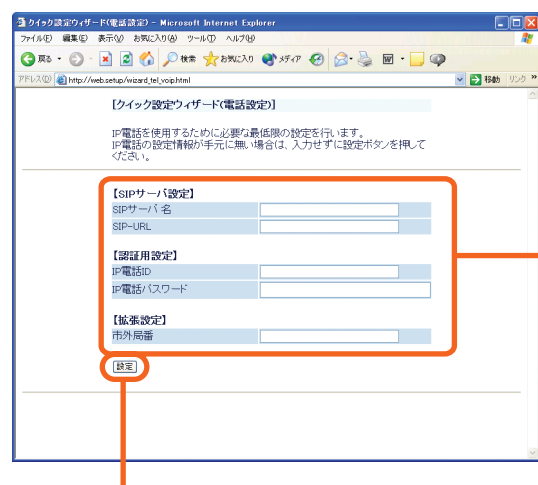 クイック設定ウィザード(電話設定) - Microsoft Internet Explorer
ファイル(F) 編集(E) 表示(V) お気に入り(A) ツール(T) ヘルプ(H)
戻る 検索 お気に入り メディア
アドレス(D) http://web.setup/wizard_tel_voip.html 移動 リンク »
[クイック設定ウィザード(電話設定)]
IP電話を使用するために必要な最低限の設定を行います。
IP電話の設定情報が手元に無い場合は、入力せずに設定ボタンを押して
ください。
【SIPサーバ設定】
SIPサーバ名
SIP-URL
【認証用設定】
IP電話ID
IP電話パスワード
【拡張設定】
市外局番
設定